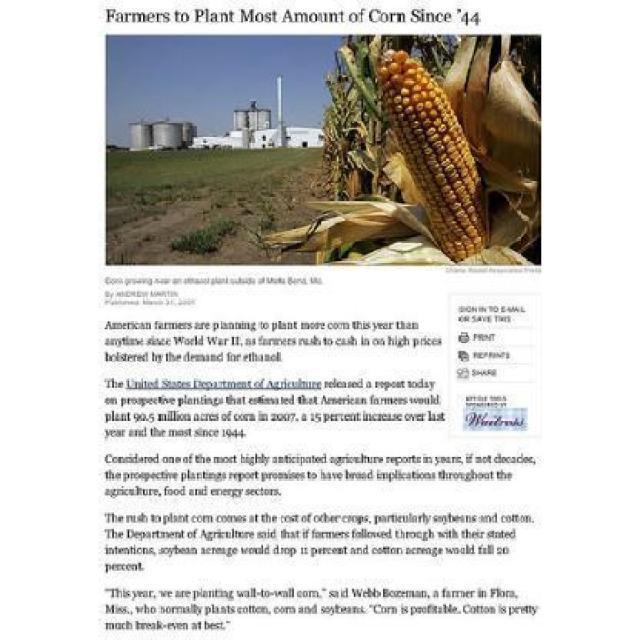 Farmers to Plant Most Amount of Corn Since '44
Corn growing near an ethanol plant outside of Malta Bend, Mo.
By ANDREW MARTIN
Published: March 31, 2007
American farmers are planning to plant more corn this year than
anytime since World War II, as farmers rush to cash in on high prices
bolstered by the demand for ethanol.
The United States Department of Agriculture released a report today
on prospective plantings that estimated that American farmers would
plant 90.5 million acres of corn in 2007, a 15 percent increase over last
year and the most since 1944.
SIGN IN TO E-MAIL
OR SAVE THIS
PRINT
REPRINTS
SHARE
ARTICLE TOOLS
SPONSORED BY
Waitress
Considered one of the most highly anticipated agriculture reports in years, if not decades,
the prospective plantings report promises to have broad implications throughout the
agriculture, food and energy sectors.
The rush to plant corn comes at the cost of other crops, particularly soybeans and cotton.
The Department of Agriculture said that if farmers followed through with their stated
intentions, soybean acreage would drop 11 percent and cotton acreage would fall 20
percent.
"This year, we are planting wall-to-wall corn," said Webb Bozeman, a farmer in Flora,
Miss., who normally plants cotton, corn and soybeans. "Corn is profitable. Cotton is pretty
much break-even at best."